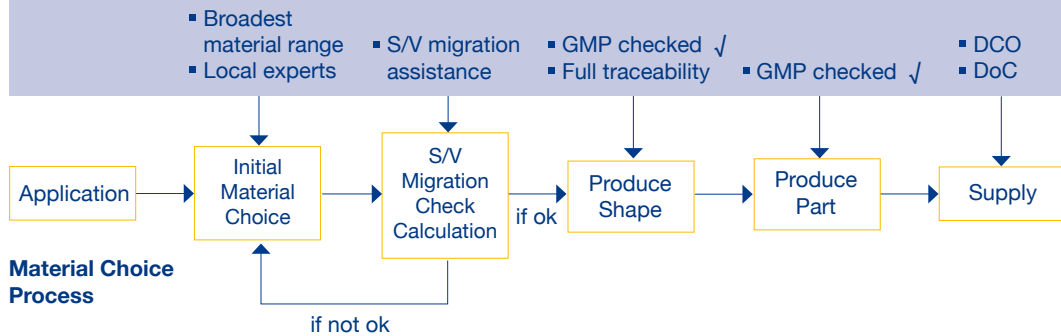 ▪ Broadest
material range
▪ Local experts
▪ S/V migration
assistance
▪ GMP checked √
▪ Full traceability
▪ GMP checked √
▪ DCO
▪ DoC
Application
Initial
Material
Choice
S/V
Migration
Check
Calculation
if ok
Produce
Shape
Produce
Part
Supply
if not ok
Material Choice
Process